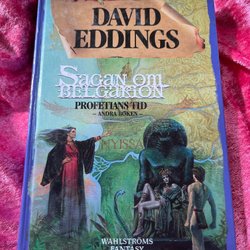 DAVID
EDDINGS
SAGAN OM
BELGARION
PROFETIANS TID
– ANDRA BOKEN –
WAHLSTRÖMS
FANTASY